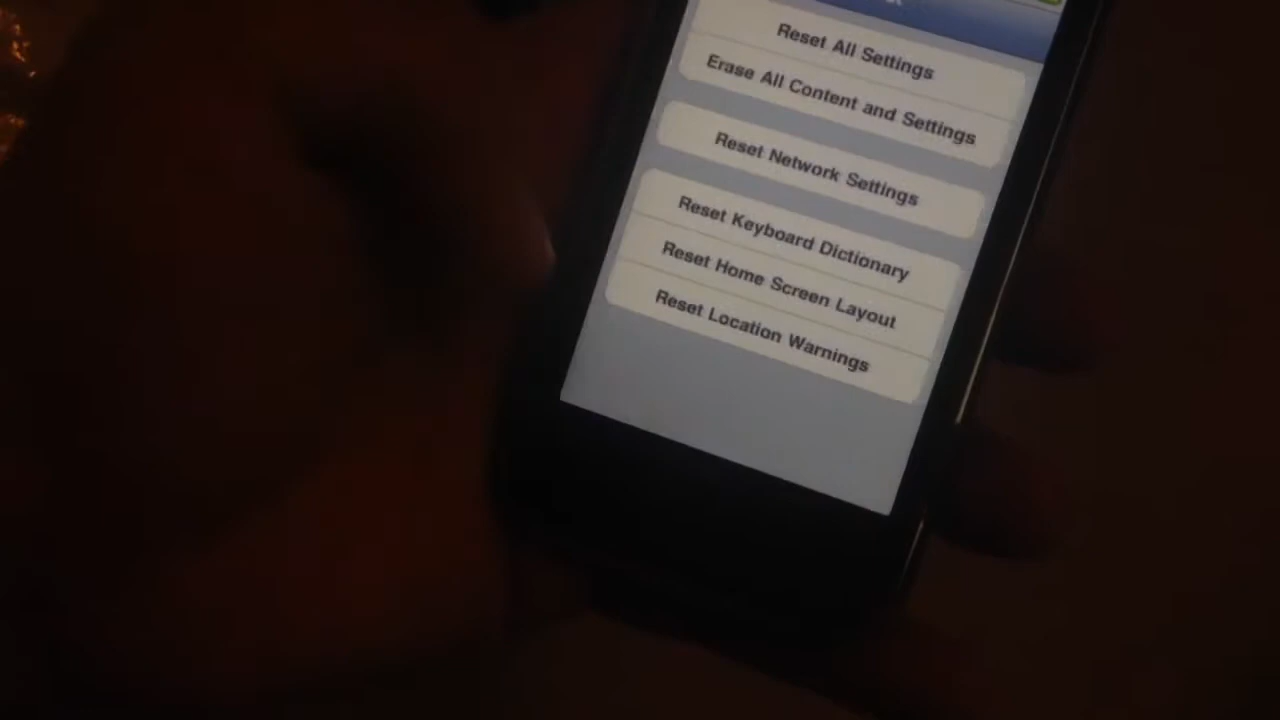 Reset All Settings
Erase All Content and Settings
Reset Network Settings
Reset Keyboard Dictionary
Reset Home Screen Layout
Reset Location Warnings